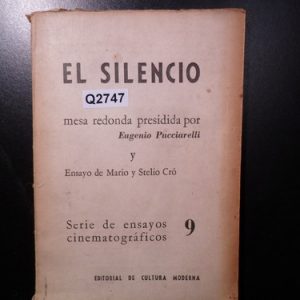 EL SILENCIO
Q2747
mesa redonda presidida por
Eugenio Pucciarelli
y
Ensayo de Mario y Stelio Cró
Serie de ensayos 9
cinematográficos
EDITORIAL DE CULTURA MODERNA